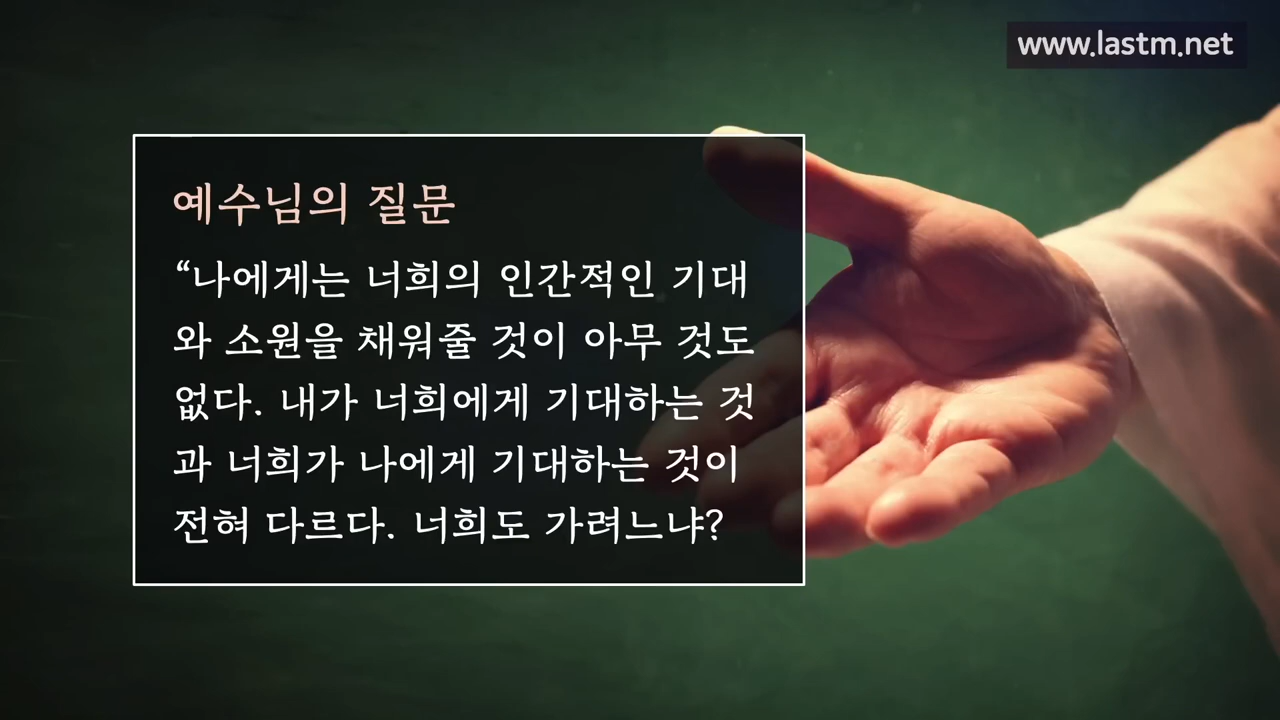 www.lastm.net
예수님의 질문
“나에게는 너희의 인간적인 기대
와 소원을 채워줄 것이 아무 것도
없다. 내가 너희에게 기대하는 것
과 너희가 나에게 기대하는 것이
전혀 다르다. 너희도 가려느냐?